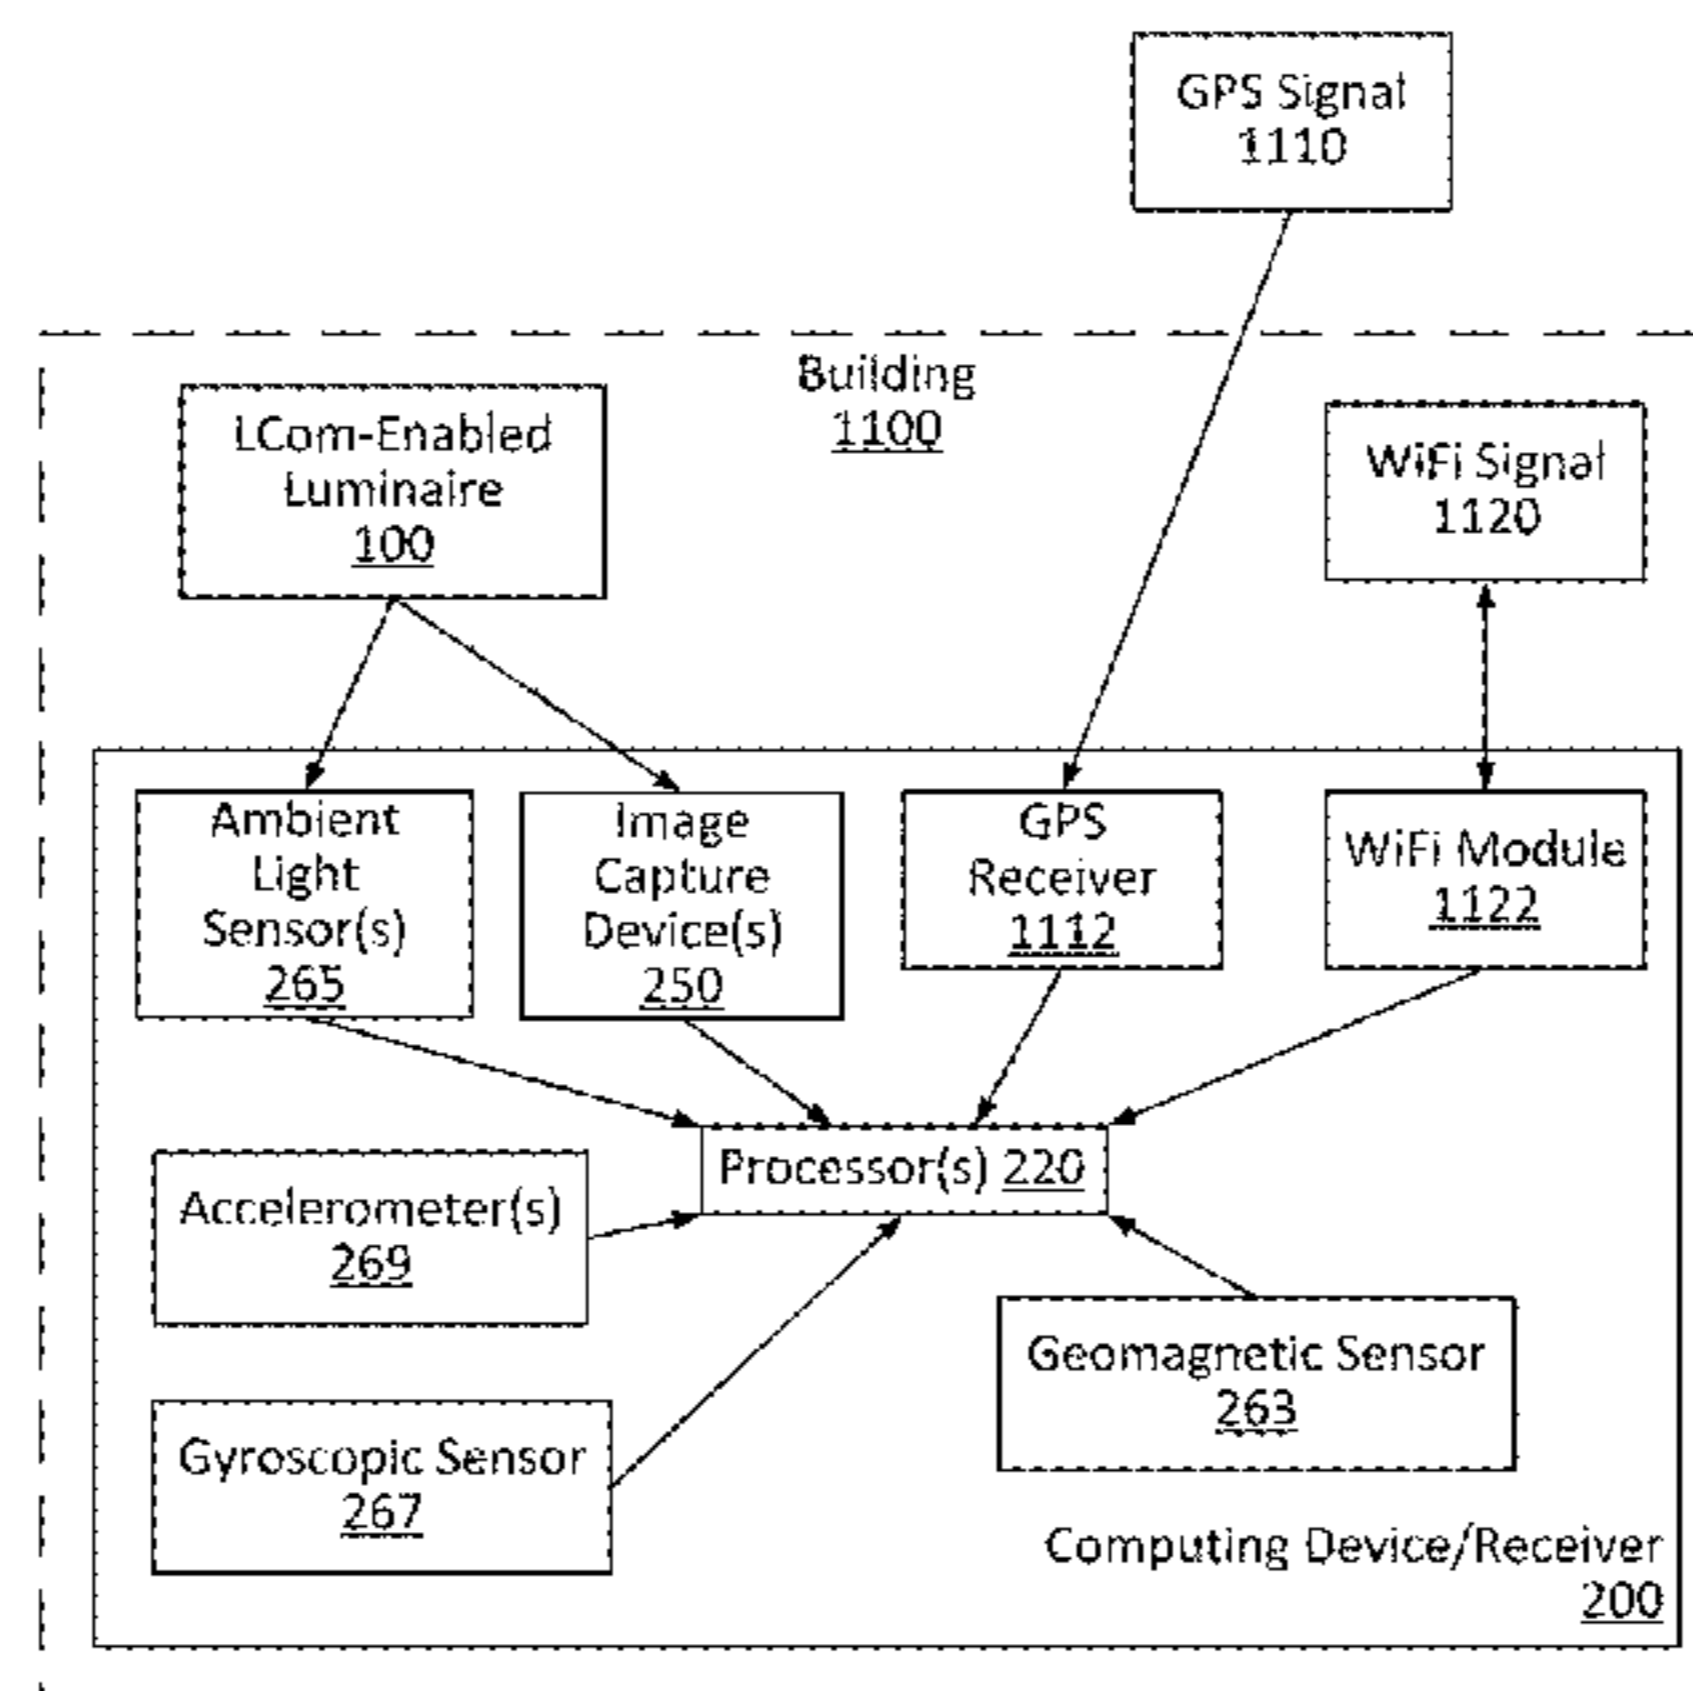 GPS Signal
1110
Building
1100
LCom-Enabled
Luminaire
100
WiFi Signal
1120
Ambient
Light
Sensor(s)
265
Image
Capture
Device(s)
250
GPS
Receiver
1112
WiFi Module
1122
Processor(s) 220
Accelerometer(s)
269
Geomagnetic Sensor
263
Gyroscopic Sensor
267
Computing Device/Receiver
200